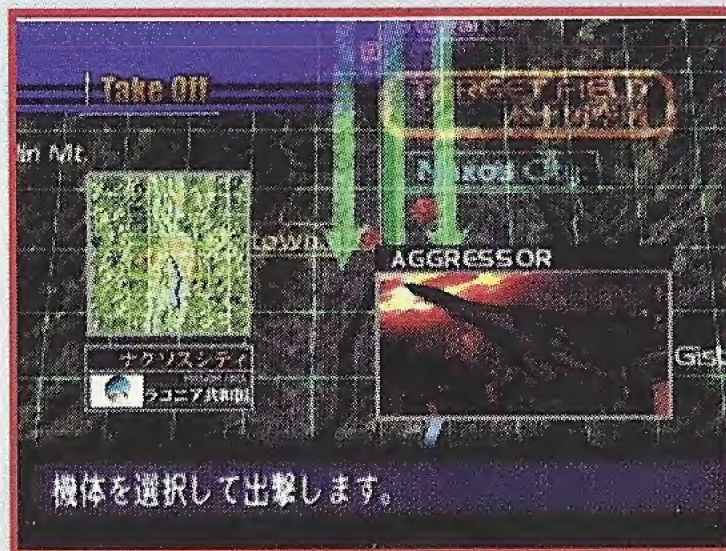 Take Off
TARGET FIELD
in Mt.
Naxos City
town
AGGRESSOR
ナクソスシティ
Gisb
ラコニア共和国
機体を選択して出撃します。